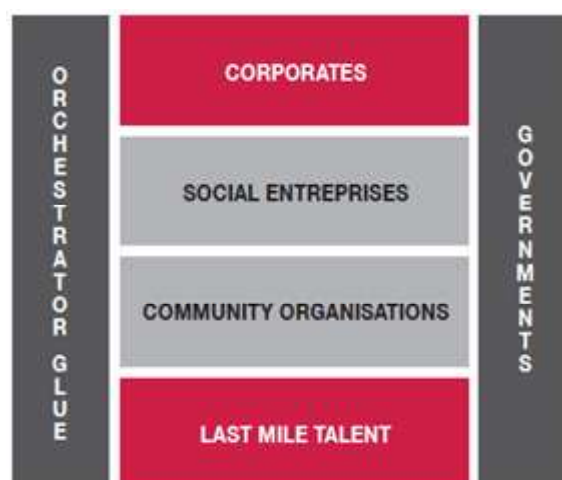 ORCHESTRATOR GLUE
CORPORATES
SOCIAL ENTREPRISES
COMMUNITY ORGANISATIONS
LAST MILE TALENT
GOVERNMENTS